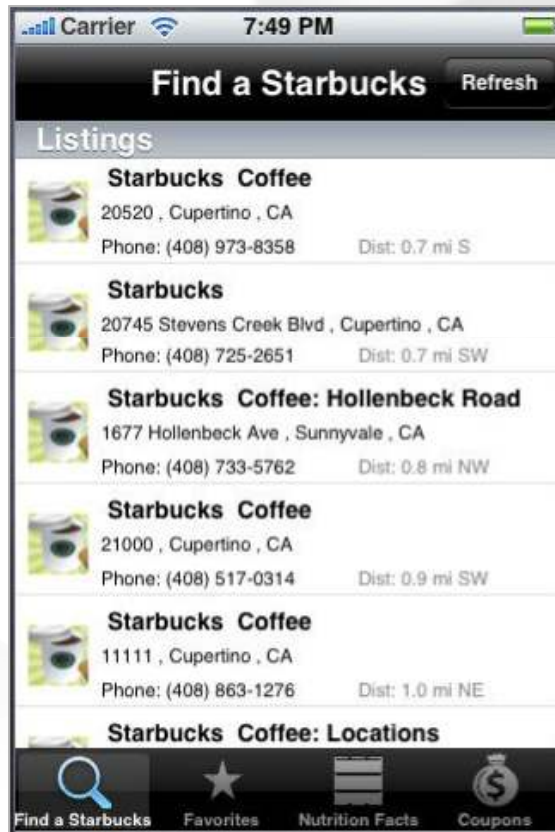 Carrier 7:49 PM
Find a Starbucks Refresh
Listings
Starbucks Coffee
20520 , Cupertino , CA
Phone: (408) 973-8358 Dist: 0.7 mi S
Starbucks
20745 Stevens Creek Blvd , Cupertino , CA
Phone: (408) 725-2651 Dist: 0.7 mi SW
Starbucks Coffee: Hollenbeck Road
1677 Hollenbeck Ave , Sunnyvale , CA
Phone: (408) 733-5762 Dist: 0.8 mi NW
Starbucks Coffee
21000 , Cupertino , CA
Phone: (408) 517-0314 Dist: 0.9 mi SW
Starbucks Coffee
11111 , Cupertino , CA
Phone: (408) 863-1276 Dist: 1.0 mi NE
Starbucks Coffee: Locations
Find a Starbucks Favorites Nutrition Facts Coupons